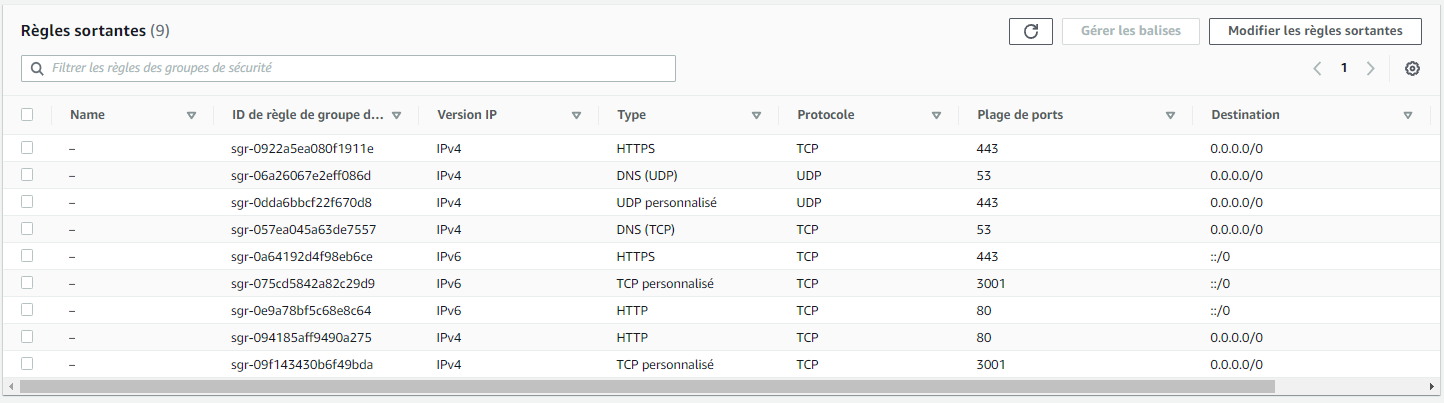 Règles sortantes (9)
Gérer les balises
Modifier les règles sortantes
Filtrer les règles des groupes de sécurité
1
Name ID de règle de groupe d... Version IP Type Protocole Plage de ports Destination
– sgr-0922a5ea080f1911e IPv4 HTTPS TCP 443 0.0.0.0/0
– sgr-06a26067e2eff086d IPv4 DNS (UDP) UDP 53 0.0.0.0/0
– sgr-0dda6bbcf22f670d8 IPv4 UDP personnalisé UDP 443 0.0.0.0/0
– sgr-057ea045a63de7557 IPv4 DNS (TCP) TCP 53 0.0.0.0/0
– sgr-0a64192d4f98eb6ce IPv6 HTTPS TCP 443 ::/0
– sgr-075cd5842a82c29d9 IPv6 TCP personnalisé TCP 3001 ::/0
– sgr-0e9a78bf5c68e8c64 IPv6 HTTP TCP 80 ::/0
– sgr-094185aff9490a275 IPv4 HTTP TCP 80 0.0.0.0/0
– sgr-09f143430b6f49bda IPv4 TCP personnalisé TCP 3001 0.0.0.0/0